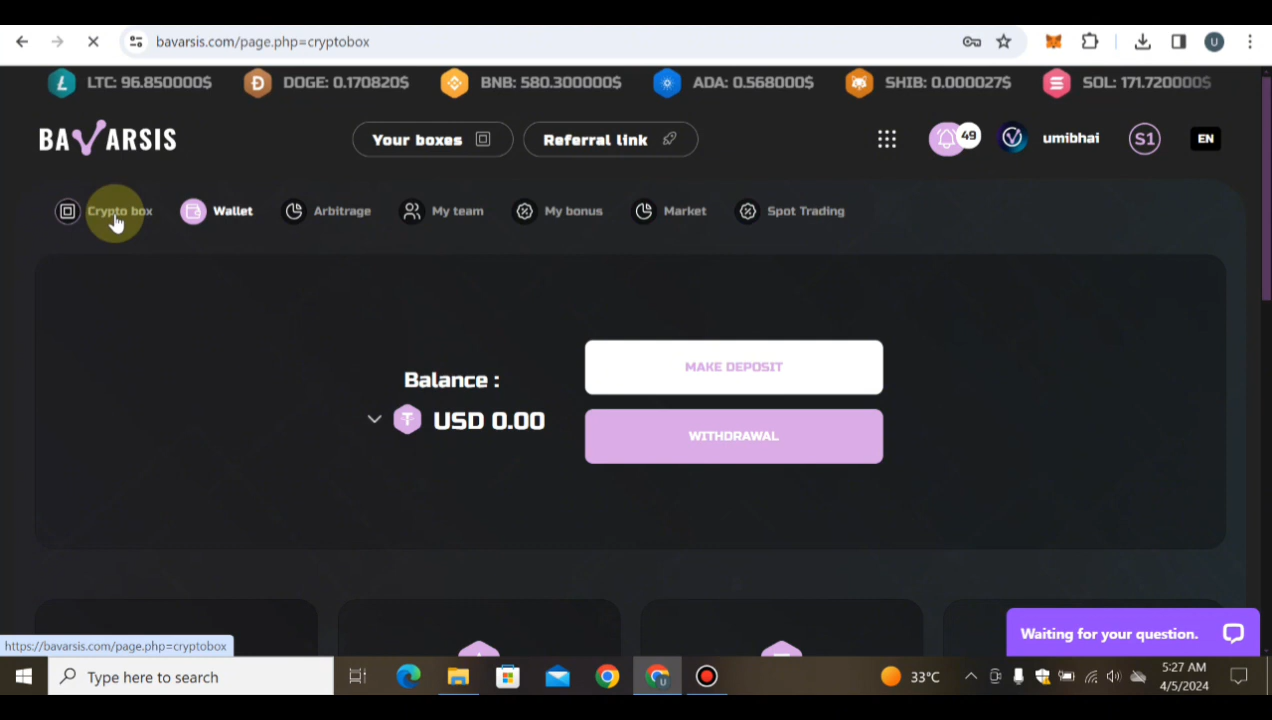 bavarsis.com/page.php=cryptobox
LTC: 96.850000$ DOGE: 0.170820$ BNB: 580.300000$ ADA: 0.568000$ SHIB: 0.000027$ SOL: 171.720000$
BAVARSIS Your boxes Referral link 49 umibhai S1 EN
Crypto box Wallet Arbitrage My team My bonus Market Spot Trading
MAKE DEPOSIT
Balance :
USD 0.00
WITHDRAWAL
Waiting for your question.
https://bavarsis.com/page.php=cryptobox
Type here to search 33°C 5:27 AM
4/5/2024